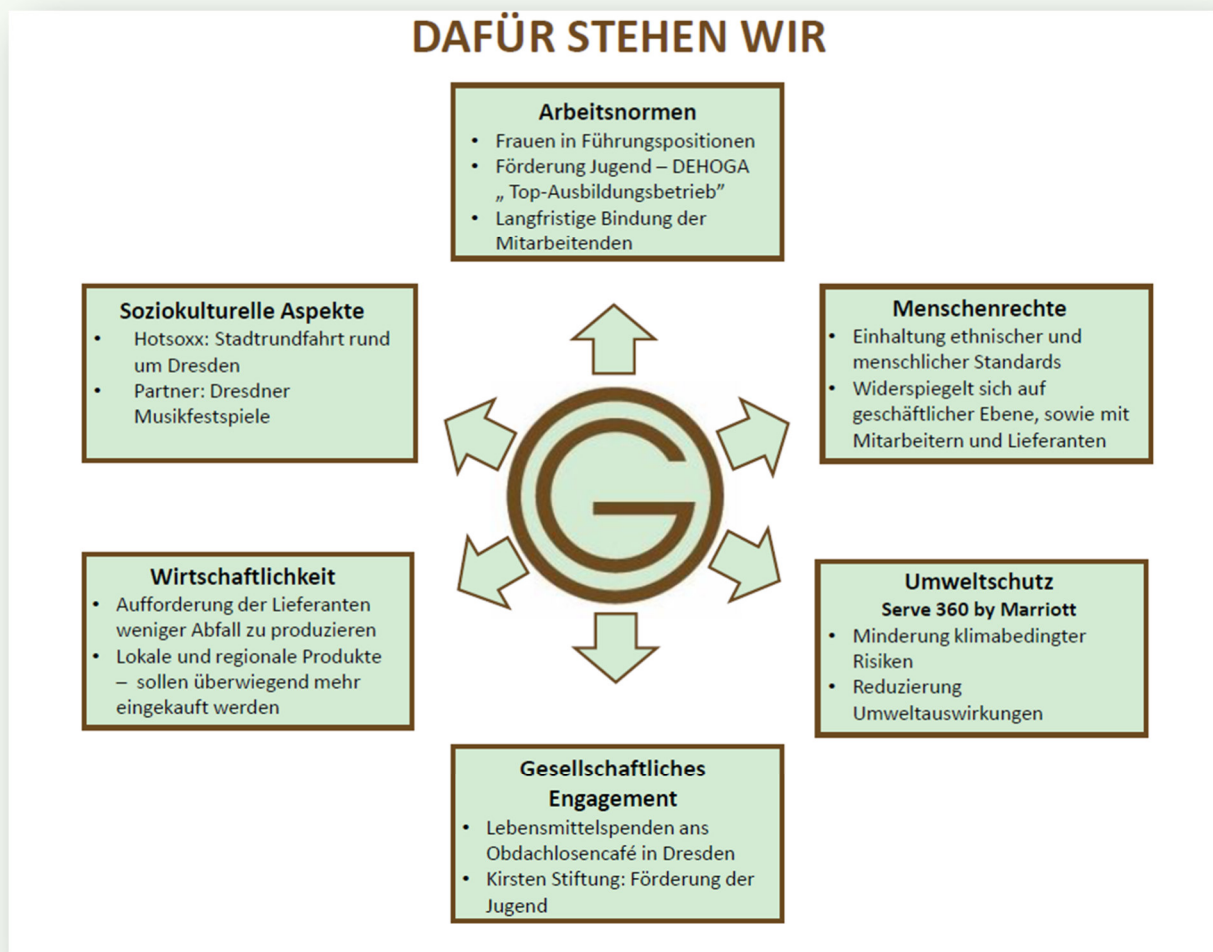 DAFÜR STEHEN WIR
Arbeitsnormen
• Frauen in Führungspositionen
• Förderung Jugend – DEHOGA
„ Top-Ausbildungsbetrieb”
• Langfristige Bindung der
Mitarbeitenden
Soziokulturelle Aspekte
• Hotsoxx: Stadtrundfahrt rund
um Dresden
• Partner: Dresdner
Musikfestspiele
Menschenrechte
• Einhaltung ethnischer und
menschlicher Standards
• Widerspiegelt sich auf
geschäftlicher Ebene, sowie mit
Mitarbeitern und Lieferanten
G
Wirtschaftlichkeit
• Aufforderung der Lieferanten
weniger Abfall zu produzieren
• Lokale und regionale Produkte
– sollen überwiegend mehr
eingekauft werden
Umweltschutz
Serve 360 by Marriott
• Minderung klimabedingter
Risiken
• Reduzierung
Umweltauswirkungen
Gesellschaftliches
Engagement
• Lebensmittelspenden ans
Obdachlosencafé in Dresden
• Kirsten Stiftung: Förderung der
Jugend